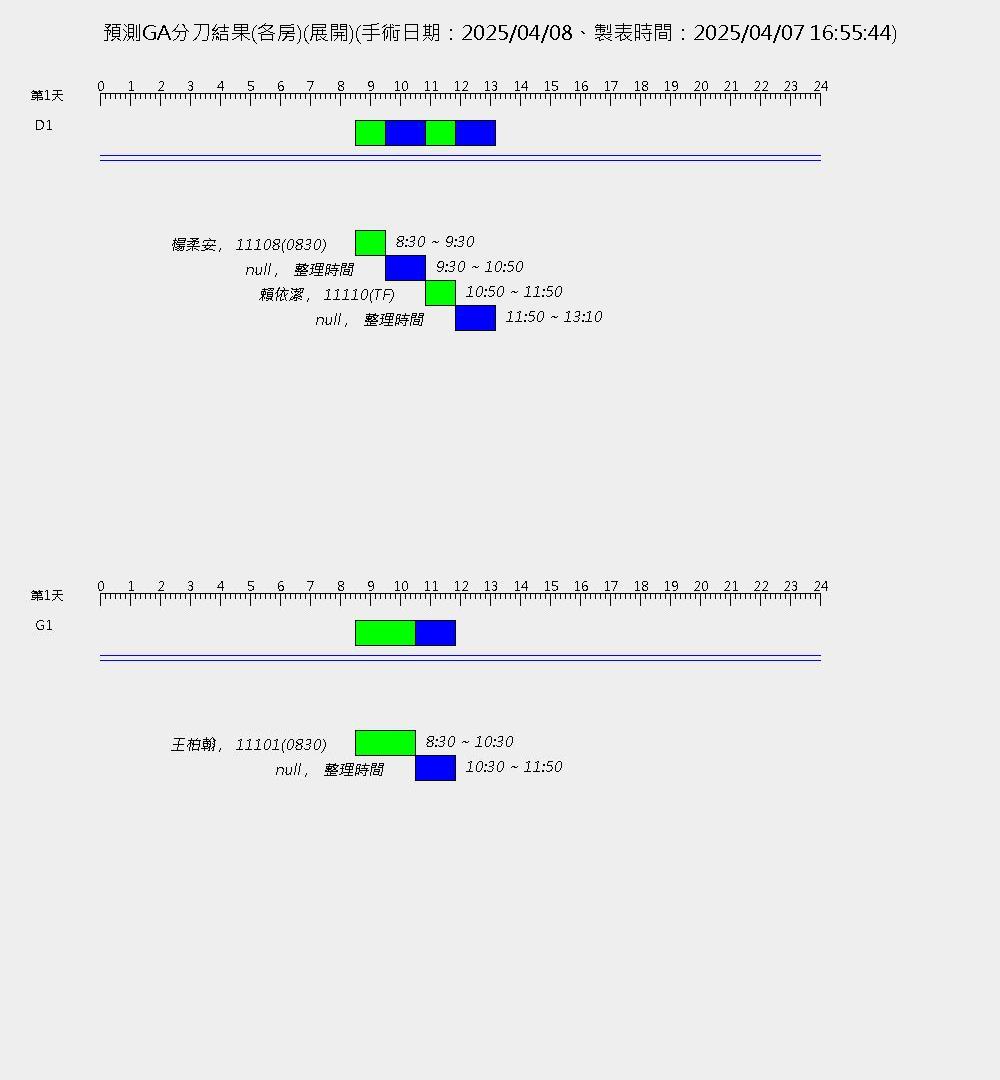 預測GA分刀結果(各房)(展開)(手術日期：2025/04/08、製表時間：2025/04/07 16:55:44)
第1天 0 1 2 3 4 5 6 7 8 9 10 11 12 13 14 15 16 17 18 19 20 21 22 23 24
D1
楊柔安, 11108(0830) 8:30 ~ 9:30
null, 整理時間 9:30 ~ 10:50
賴依潔, 11110(TF) 10:50 ~ 11:50
null, 整理時間 11:50 ~ 13:10
第1天 0 1 2 3 4 5 6 7 8 9 10 11 12 13 14 15 16 17 18 19 20 21 22 23 24
G1
王柏翰, 11101(0830) 8:30 ~ 10:30
null, 整理時間 10:30 ~ 11:50